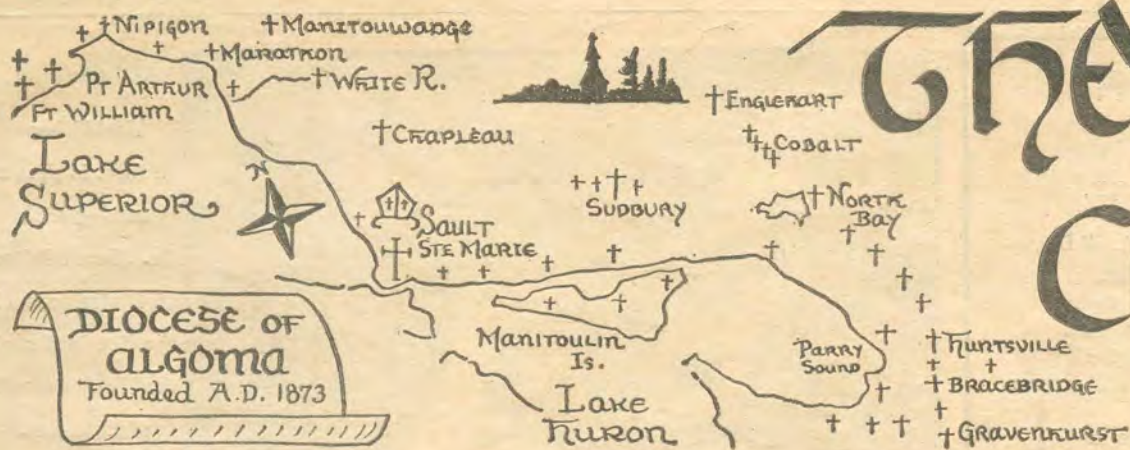 NIPIGON
MANITOUWADGE
MARATHON
PT ARTHUR
WHITE R.
FT WILLIAM
ENGLEHART
CHAPLEAU
COBALT
LAKE
SUPERIOR
N
SUDBURY
NORTH
BAY
SAULT
STE MARIE
THE
C
DIOCESE OF
ALGOMA
Founded A.D. 1873
MANITOULIN
IS.
PARRY
SOUND
HUNTSVILLE
BRACEBRIDGE
LAKE
HURON
GRAVENHURST